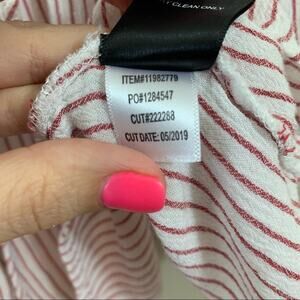 CLEAN ONLY
ITEM#11982779
PO#1284547
CUT#222288
CUT DATE: 05/2019